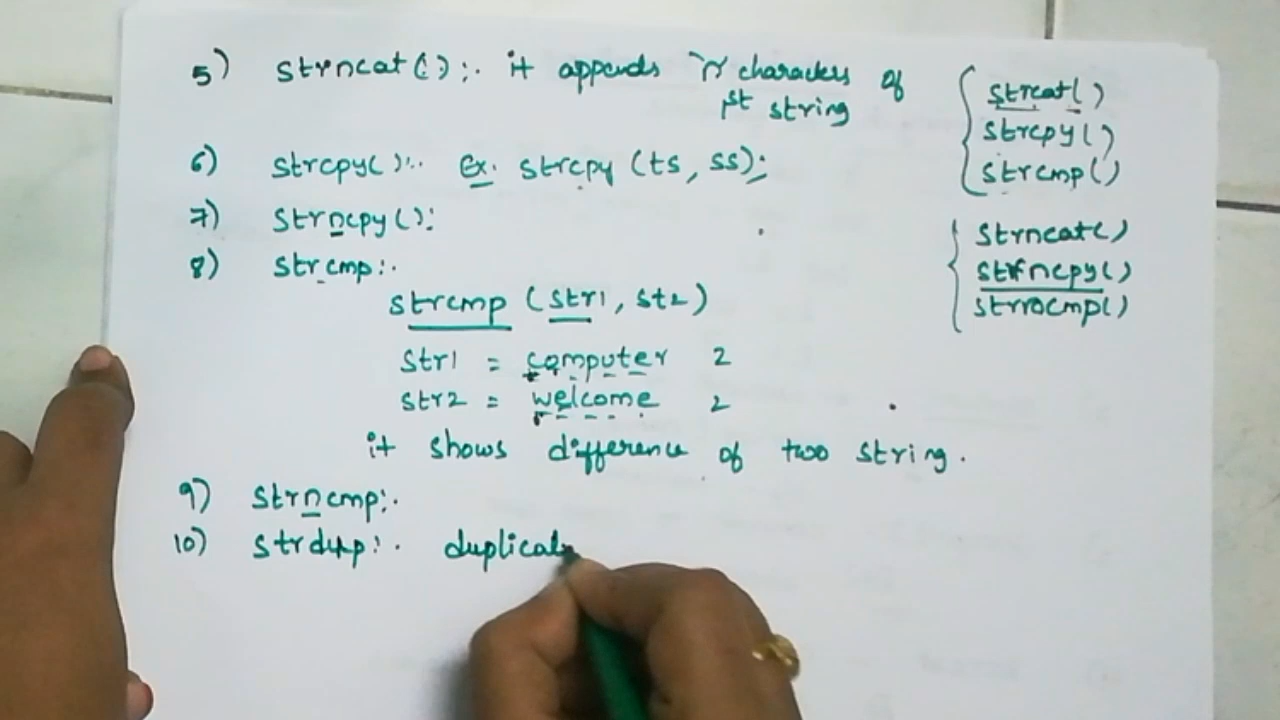 5) strncat() :. it appends 'n' characters of
1st string
6) strcpy() :. Ex. strcpy (ts, ss);
7) strncpy() :
8) strcmp :.
strcmp (str1, st2)
str1 = computer 2
str2 = welcome 2
it shows difference of two string.
9) strncmp :.
10) strdup :. duplicat
strcat()
strcpy()
strcmp()
strncat()
strncpy()
strncmp()